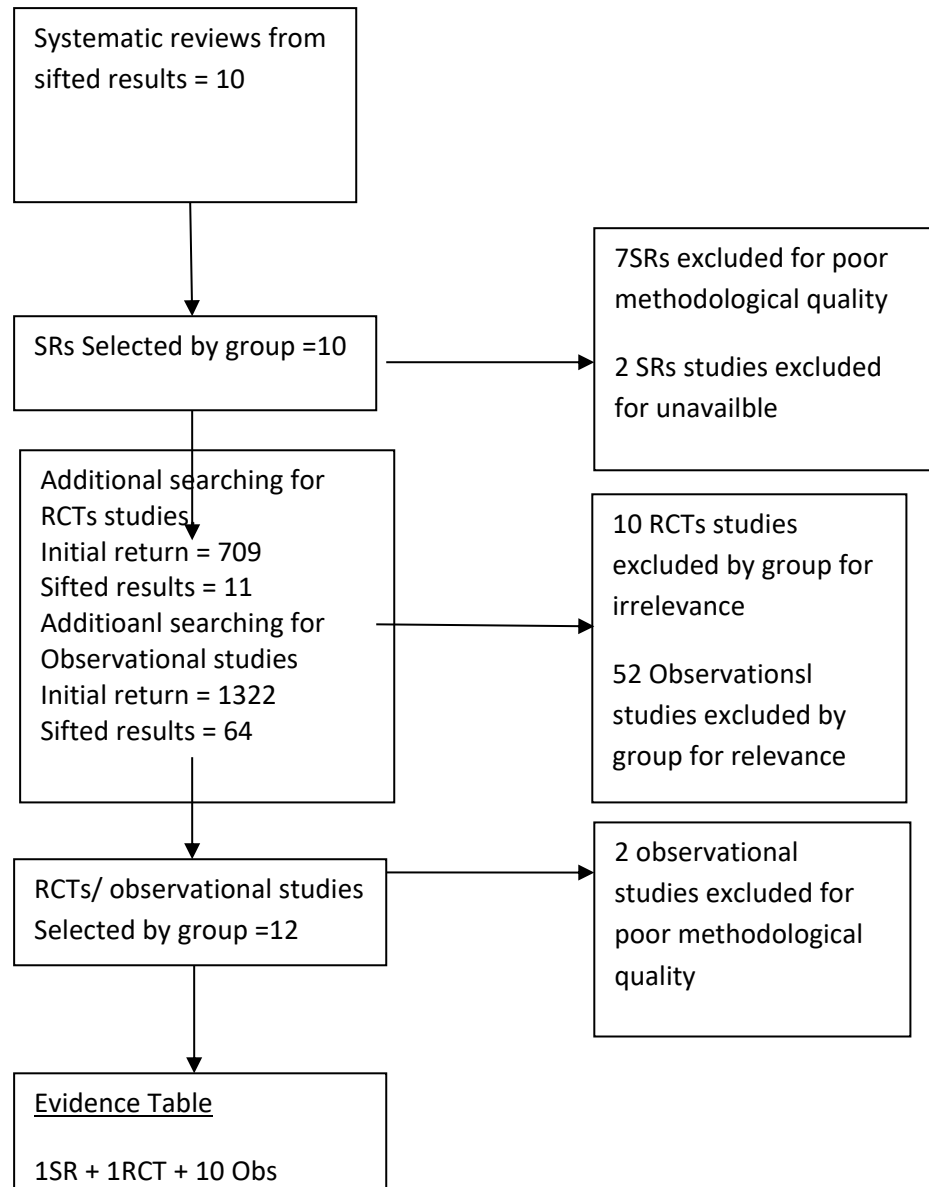 Systematic reviews from
sifted results = 10
SRs Selected by group =10
7SRs excluded for poor
methodological quality
2 SRs studies excluded
for unavailble
Additional searching for
RCTs studies
Initial return = 709
Sifted results = 11
Additioanl searching for
Observational studies
Initial return = 1322
Sifted results = 64
10 RCTs studies
excluded by group for
irrelevance
52 Observationsl
studies excluded by
group for relevance
RCTs/ observational studies
Selected by group =12
2 observational
studies excluded for
poor methodological
quality
Evidence Table
1SR + 1RCT + 10 Obs